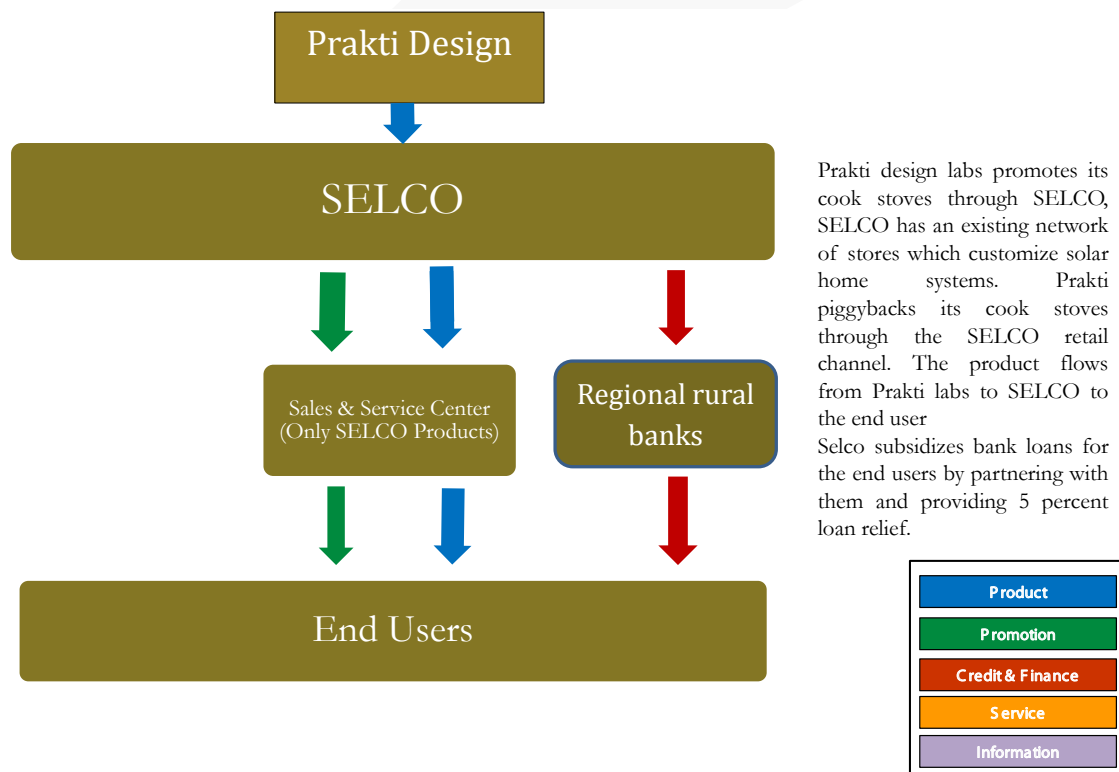 Prakti Design
SELCO
Sales & Service Center
(Only SELCO Products)
Regional rural
banks
End Users
Prakti design labs promotes its
cook stoves through SELCO,
SELCO has an existing network
of stores which customize solar
home systems. Prakti
piggybacks its cook stoves
through the SELCO retail
channel. The product flows
from Prakti labs to SELCO to
the end user
Selco subsidizes bank loans for
the end users by partnering with
them and providing 5 percent
loan relief.
Product
Promotion
Credit & Finance
Service
Information